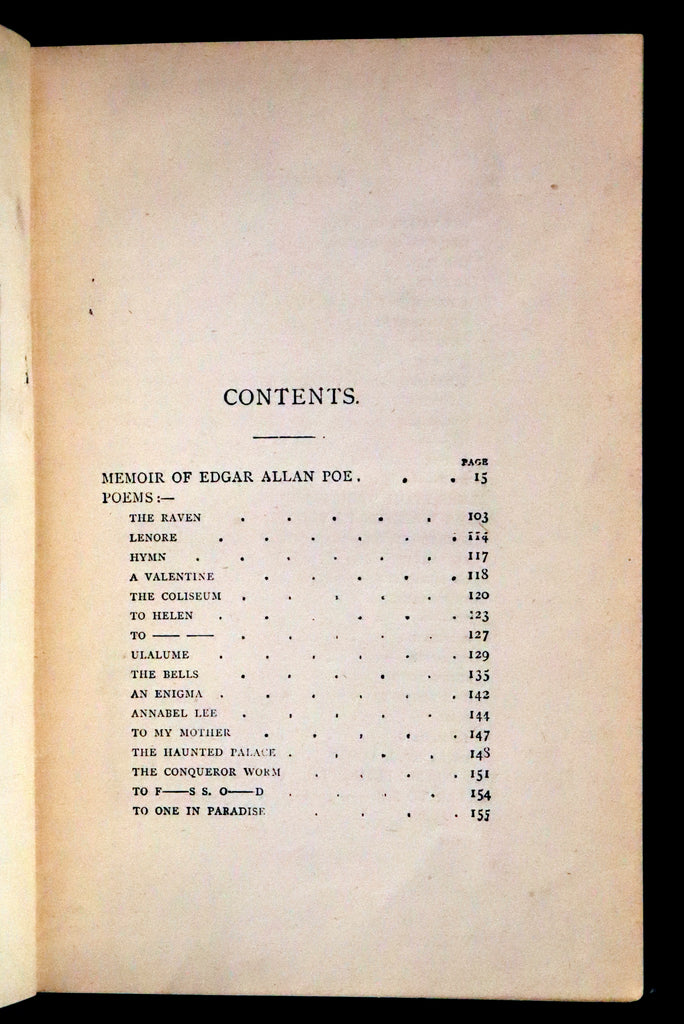 CONTENTS.
PAGE
MEMOIR OF EDGAR ALLAN POE . . . 15
POEMS :—
THE RAVEN . . . . . 103
LENORE . . . . . . 114
HYMN . . . . . . 117
A VALENTINE . . . . . 118
THE COLISEUM . . . . . 120
TO HELEN . . . . . . 123
TO —— —— . . . . . 127
ULALUME . . . . . . 129
THE BELLS . . . . . 135
AN ENIGMA . . . . . . 142
ANNABEL LEE . . . . . 144
TO MY MOTHER . . . . . 147
THE HAUNTED PALACE . . . . 148
THE CONQUEROR WORM . . . . 151
TO F——S S. O——D . . . . 154
TO ONE IN PARADISE . . . . 155